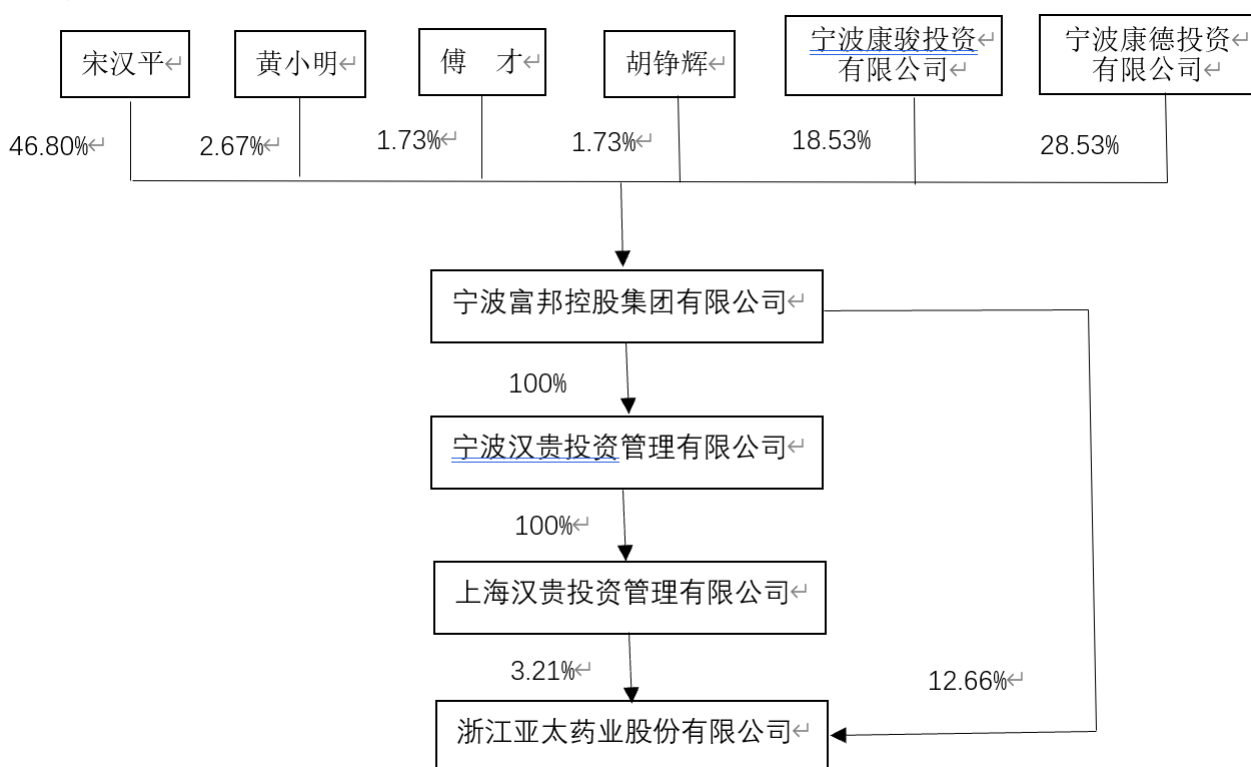 宋汉平↵
黄小明↵
傅　才↵
胡铮辉↵
宁波康骏投资↵
有限公司↵
宁波康德投资↵
有限公司↵
46.80%↵
2.67%↵
1.73%↵
1.73%↵
18.53%
28.53%
宁波富邦控股集团有限公司↵
100%
宁波汉贵投资管理有限公司↵
100%↵
上海汉贵投资管理有限公司↵
3.21%↵
12.66%↵
浙江亚太药业股份有限公司↵